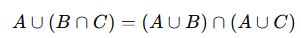 A ∪ (B ∩ C) = (A ∪ B) ∩ (A ∪ C)